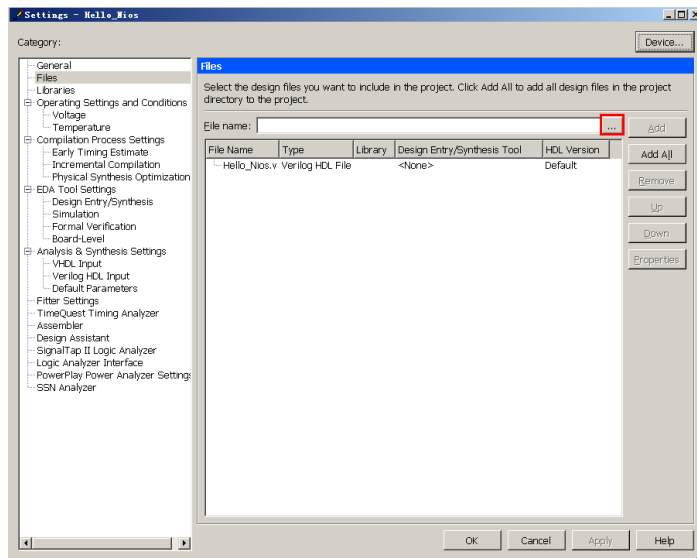 Settings - Hello_Nios
Category:
Device...
General
Files
Libraries
Operating Settings and Conditions
Voltage
Temperature
Compilation Process Settings
Early Timing Estimate
Incremental Compilation
Physical Synthesis Optimization
EDA Tool Settings
Design Entry/Synthesis
Simulation
Formal Verification
Board-Level
Analysis & Synthesis Settings
VHDL Input
Verilog HDL Input
Default Parameters
Fitter Settings
TimeQuest Timing Analyzer
Assembler
Design Assistant
SignalTap II Logic Analyzer
Logic Analyzer Interface
PowerPlay Power Analyzer Settings
SSN Analyzer
Files
Select the design files you want to include in the project. Click Add All to add all design files in the project
directory to the project.
File name:
...
Add
File Name Type Library Design Entry/Synthesis Tool HDL Version
Hello_Nios.v Verilog HDL File <None> Default
Add All
Remove
Up
Down
Properties
OK Cancel Apply Help